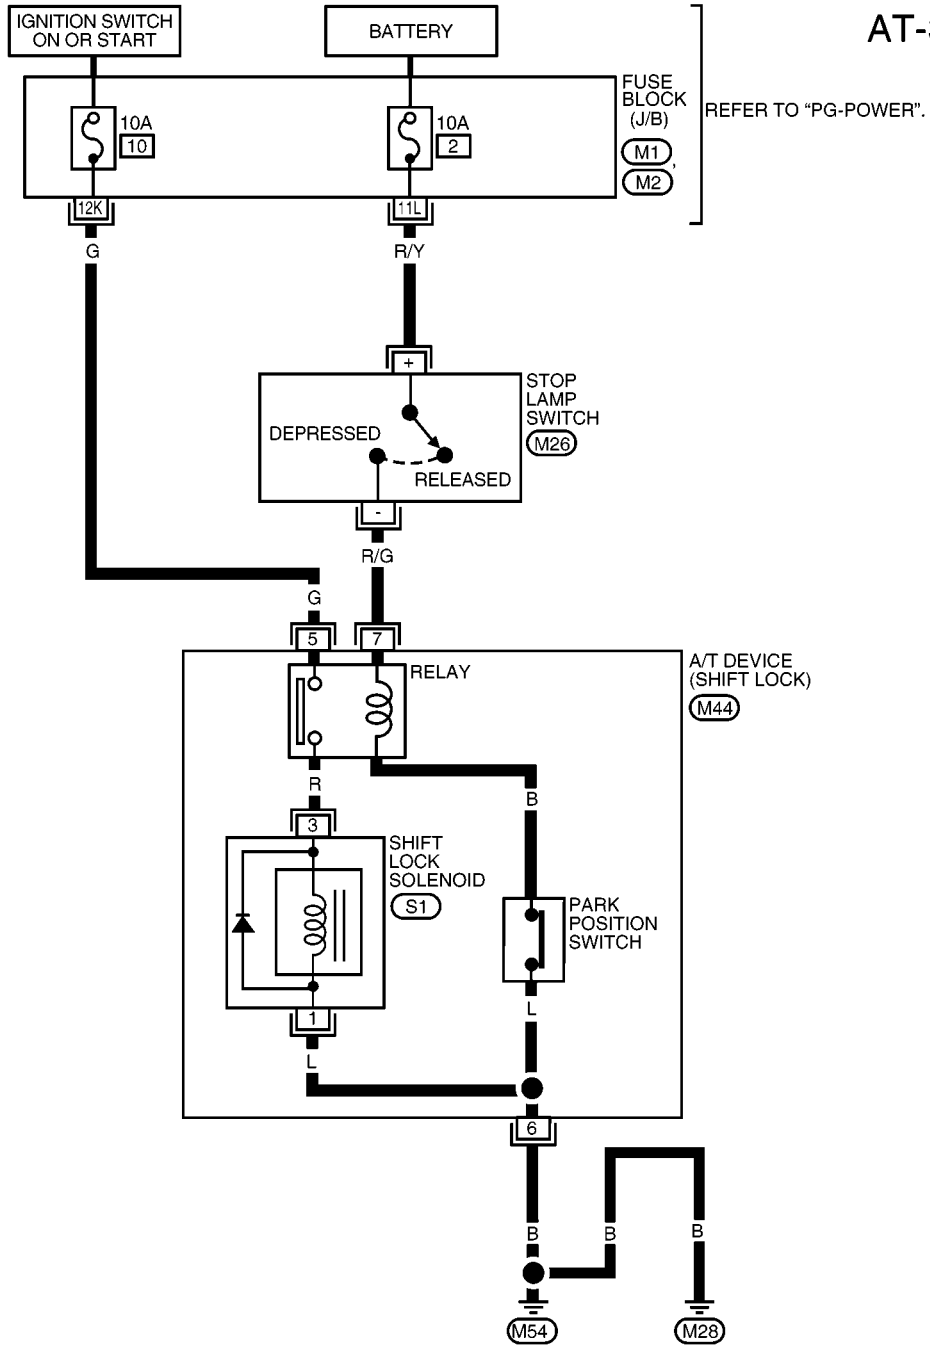 IGNITION SWITCH
ON OR START
BATTERY
AT-
FUSE
BLOCK
(J/B)
REFER TO “PG-POWER”.
10A
10
10A
2
M1
,
M2
12K
11L
G
R/Y
+
STOP
LAMP
SWITCH
M26
DEPRESSED
RELEASED
-
R/G
G
5
7
RELAY
A/T DEVICE
(SHIFT LOCK)
M44
R
B
3
SHIFT
LOCK
SOLENOID
S1
PARK
POSITION
SWITCH
1
L
L
6
B
B
B
M54
M28